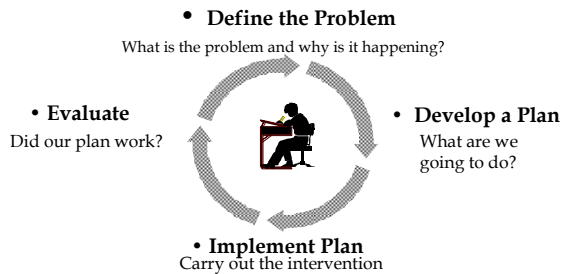 • Define the Problem
What is the problem and why is it happening?
• Develop a Plan
What are we
going to do?
• Implement Plan
Carry out the intervention
• Evaluate
Did our plan work?